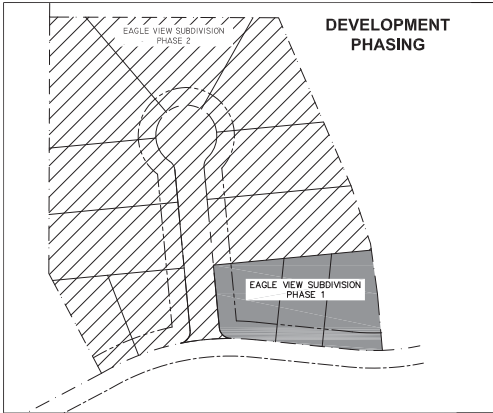 DEVELOPMENT
PHASING
EAGLE VIEW SUBDIVISION
PHASE 2
EAGLE VIEW SUBDIVISION
PHASE 1